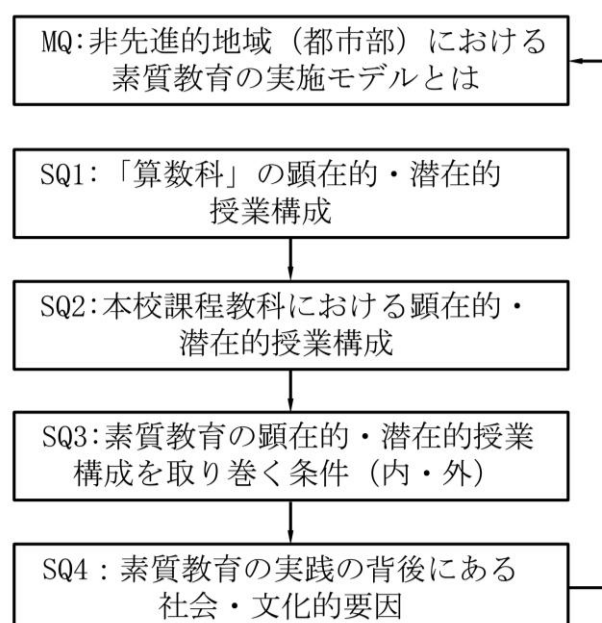 MQ:非先進的地域（都市部）における
素質教育の実施モデルとは
SQ1:「算数科」の顕在的・潜在的
授業構成
SQ2:本校課程教科における顕在的・
潜在的授業構成
SQ3:素質教育の顕在的・潜在的授業
構成を取り巻く条件（内・外）
SQ4：素質教育の実践の背後にある
社会・文化的要因